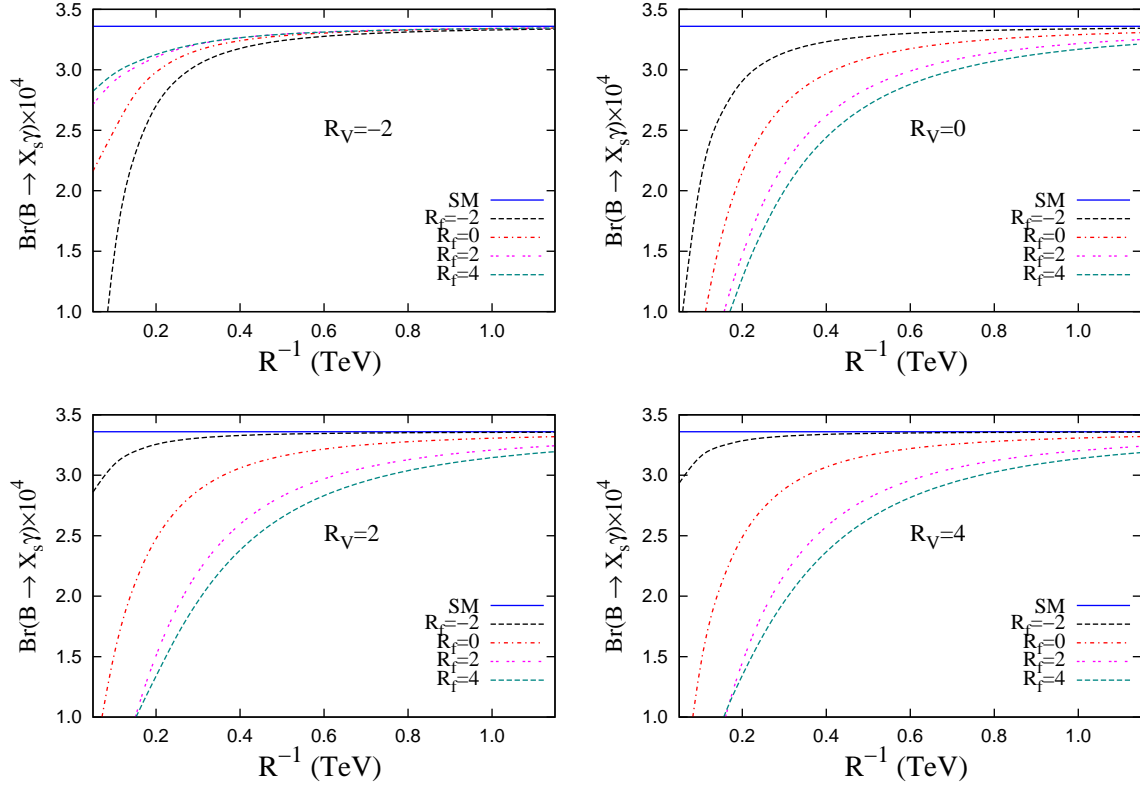 Br(B → X_s γ)×10^4
3.5
3.0
2.5
2.0
1.5
1.0
R_V=−2
SM
R_f=−2
R_f=0
R_f=2
R_f=4
0.2 0.4 0.6 0.8 1.0
R^−1 (TeV)
Br(B → X_s γ)×10^4
3.5
3.0
2.5
2.0
1.5
1.0
R_V=0
SM
R_f=−2
R_f=0
R_f=2
R_f=4
0.2 0.4 0.6 0.8 1.0
R^−1 (TeV)
Br(B → X_s γ)×10^4
3.5
3.0
2.5
2.0
1.5
1.0
R_V=2
SM
R_f=−2
R_f=0
R_f=2
R_f=4
0.2 0.4 0.6 0.8 1.0
R^−1 (TeV)
Br(B → X_s γ)×10^4
3.5
3.0
2.5
2.0
1.5
1.0
R_V=4
SM
R_f=−2
R_f=0
R_f=2
R_f=4
0.2 0.4 0.6 0.8 1.0
R^−1 (TeV)